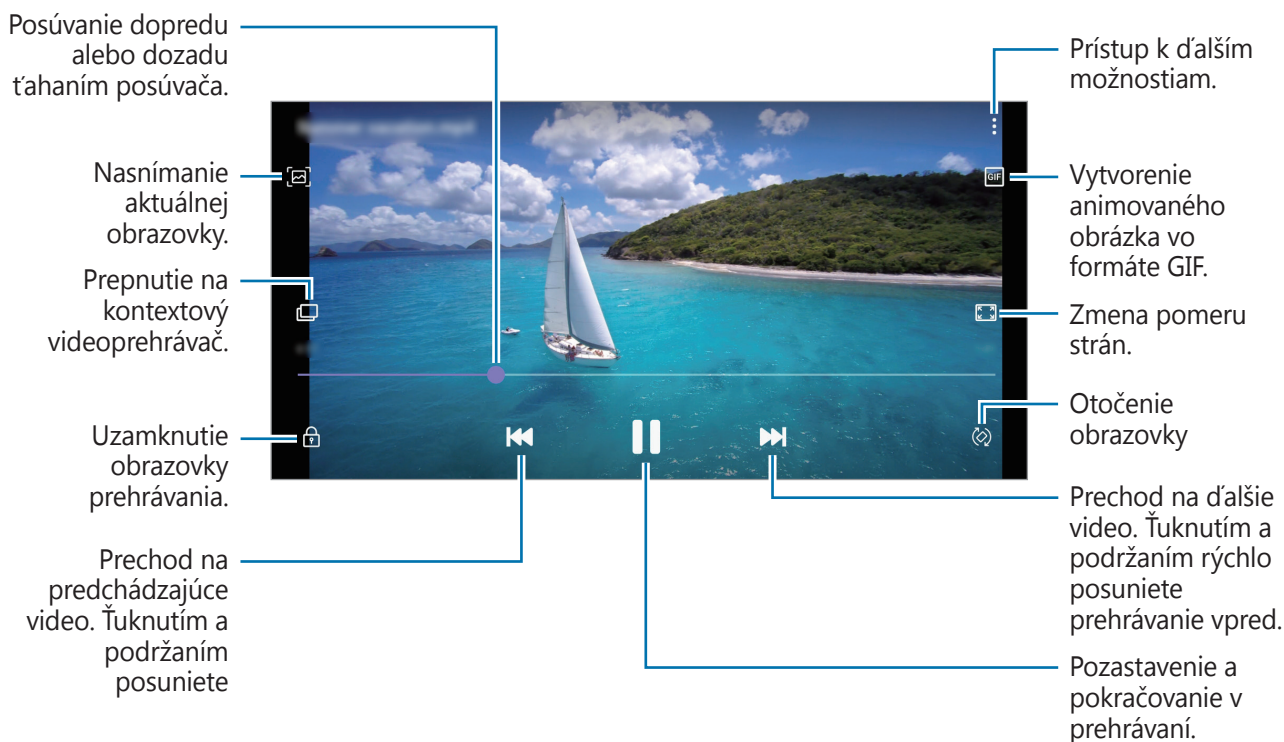 Posúvanie dopredu
alebo dozadu
ťahaním posúvača.
Nasnímanie
aktuálnej
obrazovky.
Prepnutie na
kontextový
videoprehrávač.
Uzamknutie
obrazovky
prehrávania.
Prechod na
predchádzajúce
video. Ťuknutím a
podržaním
posuniete
Prístup k ďalším
možnostiam.
GIF
Vytvorenie
animovaného
obrázka vo
formáte GIF.
Zmena pomeru
strán.
Otočenie
obrazovky
Prechod na ďalšie
video. Ťuknutím a
podržaním rýchlo
posuniete
prehrávanie vpred.
Pozastavenie a
pokračovanie v
prehrávaní.